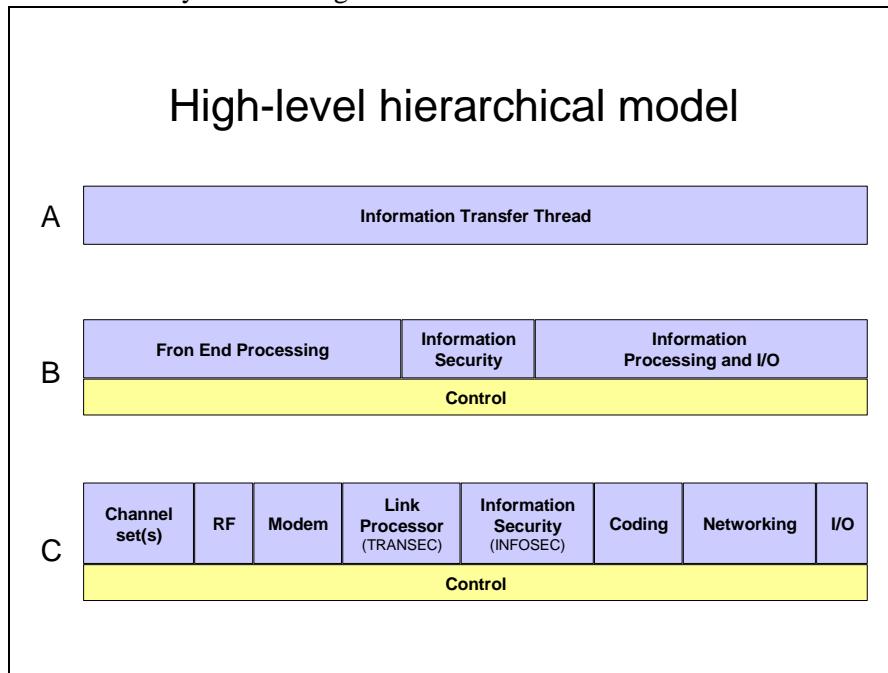 High-level hierarchical model
A
Information Transfer Thread
B
Fron End Processing
Information
Security
Information
Processing and I/O
Control
C
Channel
set(s)
RF
Modem
Link
Processor
(TRANSEC)
Information
Security
(INFOSEC)
Coding
Networking
I/O
Control